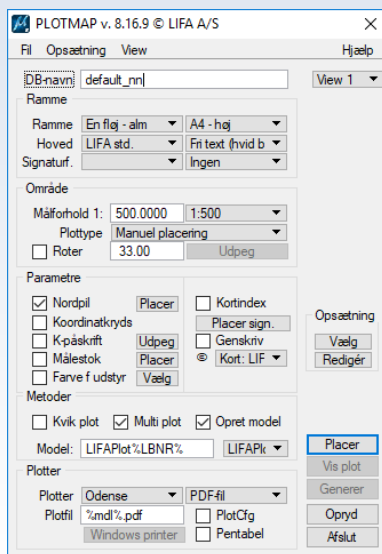 PLOTMAP v. 8.16.9 © LIFA A/S
Fil Opsætning View Hjælp
DB-navn default_nn View 1
Ramme
Ramme En fløj - alm A4 - høj
Hoved LIFA std. Fri text (hvid b
Signaturf. Ingen
Område
Målforhold 1: 500.0000 1:500
Plottype Manuel placering
Roter 33.00 Udpeg
Parametre
Nordpil Placer Kortindex
Koordinatkryds Placer sign.
Opsætning
K-påskrift Udpeg Genskriv Vælg
Målestok Placer © Kort: LIF Redigér
Farve f udstyr Vælg
Metoder
Kvik plot Multi plot Opret model
Model: LIFAPlot%LBNR% LIFAPlc Placer
Plotter Vis plot
Plotter Odense PDF-fil Generer
Plotfil %mdl%.pdf PlotCfg Opryd
Windows printer Pentabel Afslut